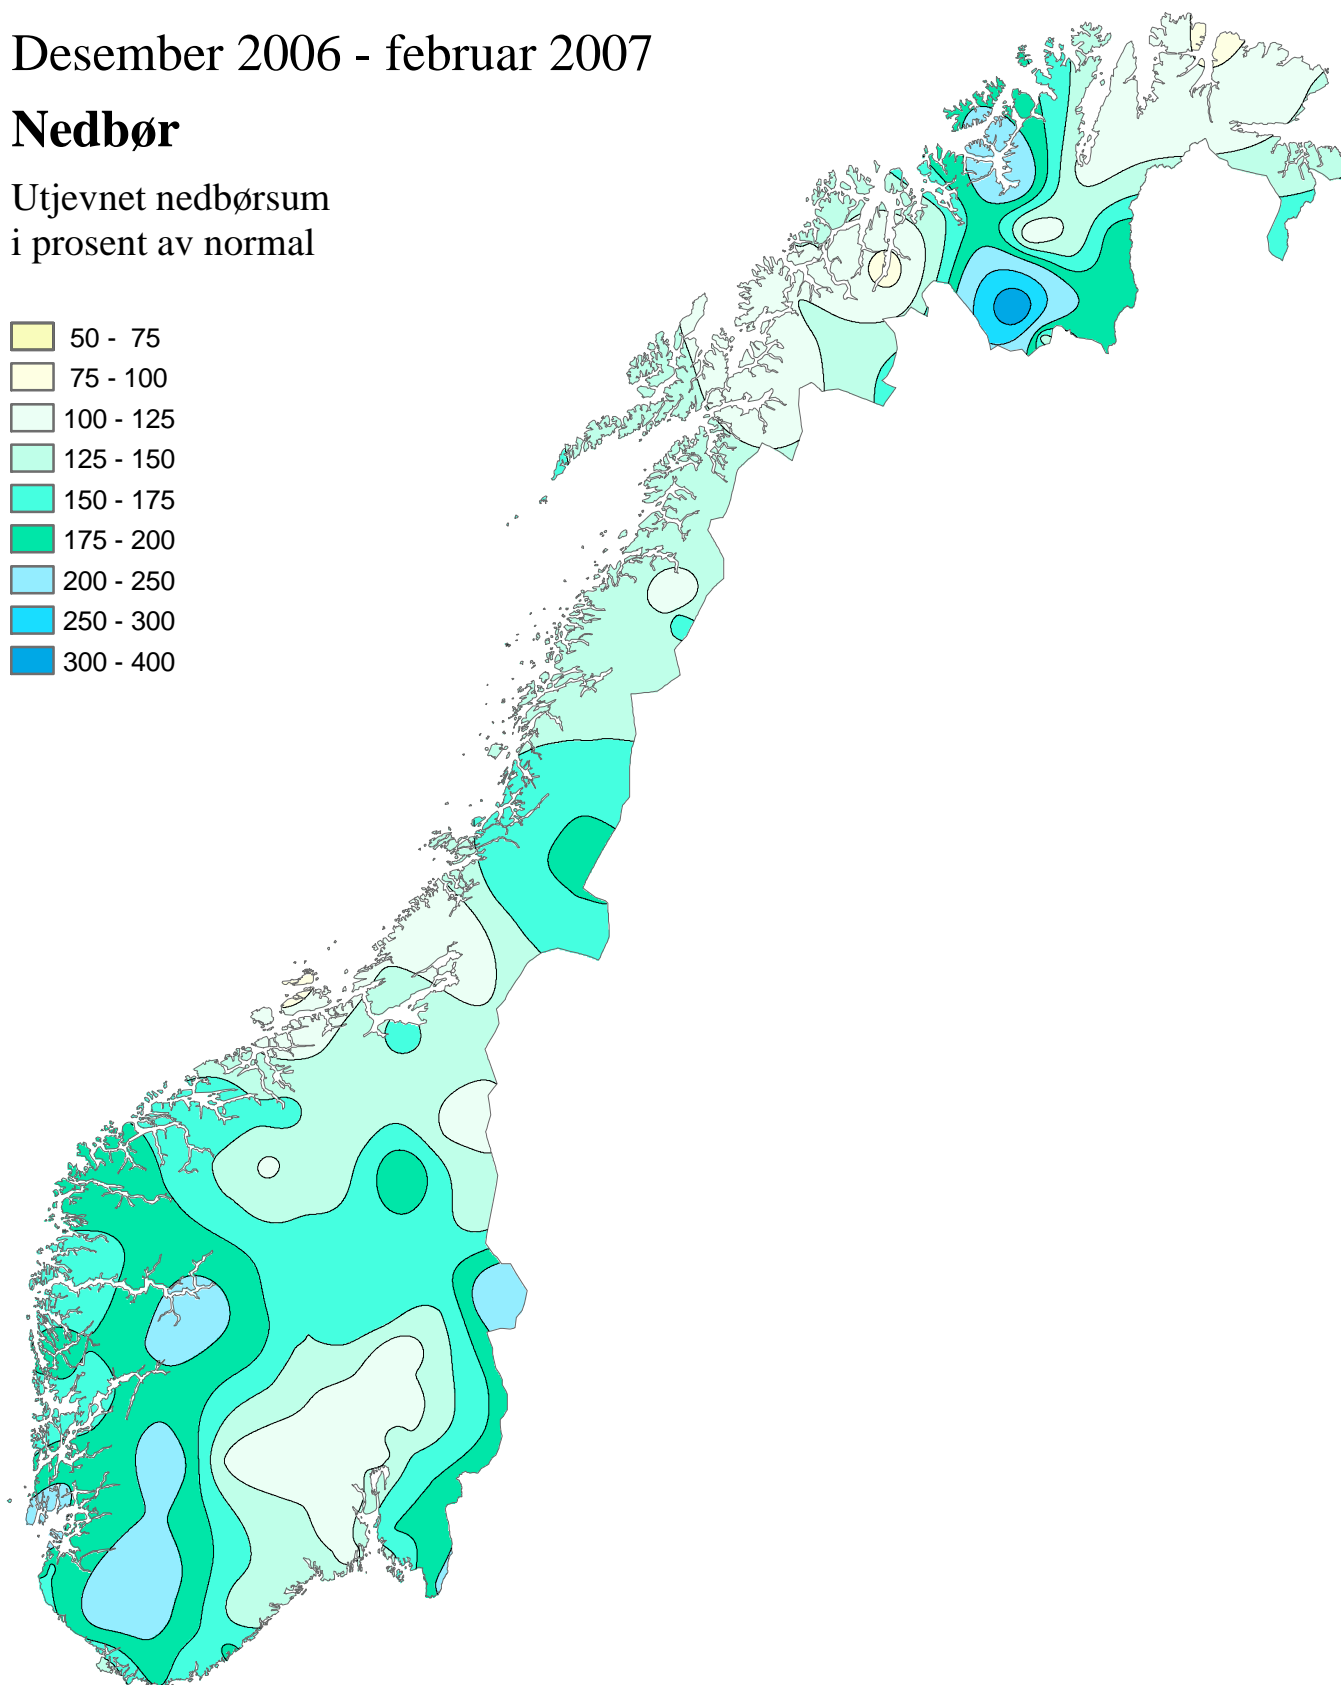 Desember 2006 - februar 2007
Nedbør
Utjevnet nedbørsum
i prosent av normal
50 - 75
75 - 100
100 - 125
125 - 150
150 - 175
175 - 200
200 - 250
250 - 300
300 - 400